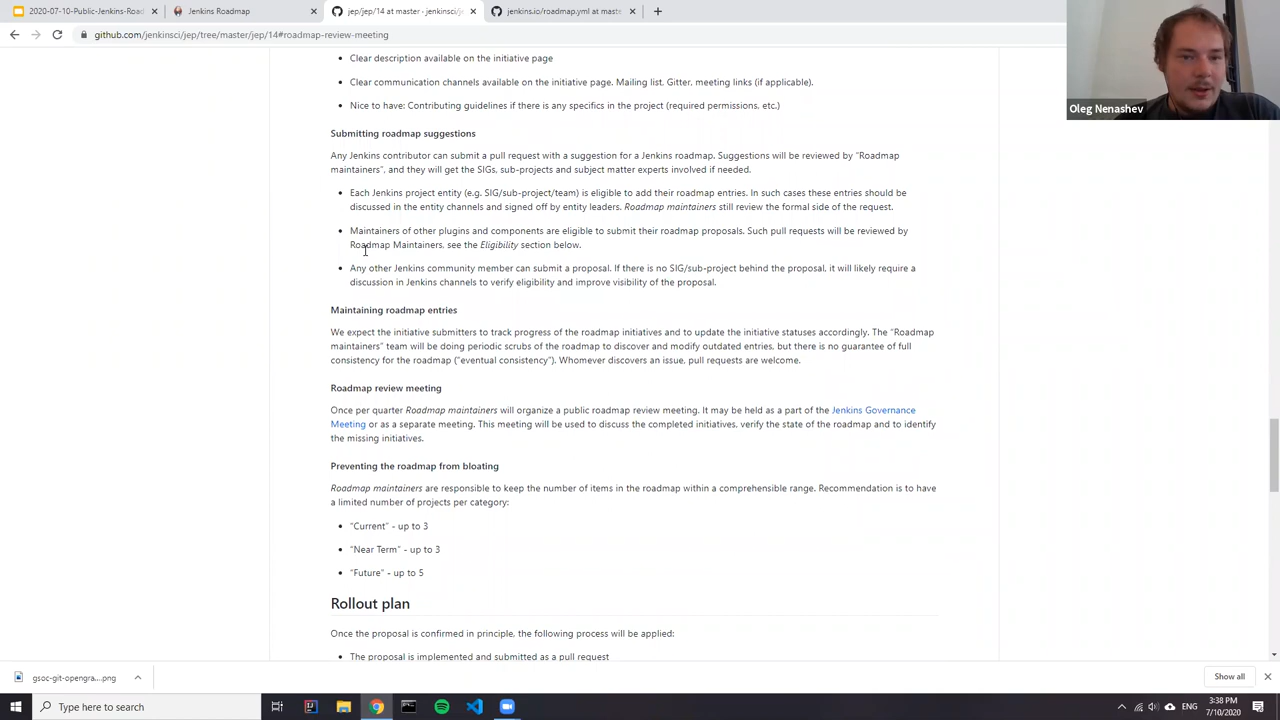 2020-07-10-Public-Jenkins-Road
Jenkins Roadmap
jep/jep/14 at master · jenkinsci/je
jenkins.io/roadmap.yml at master
github.com/jenkinsci/jep/tree/master/jep/14#roadmap-review-meeting
Oleg Nenashev
• Clear description available on the initiative page
• Clear communication channels available on the initiative page. Mailing list, Gitter, meeting links (if applicable).
• Nice to have: Contributing guidelines if there is any specifics in the project (required permissions, etc.)
Submitting roadmap suggestions
Any Jenkins contributor can submit a pull request with a suggestion for a Jenkins roadmap. Suggestions will be reviewed by “Roadmap
maintainers”, and they will get the SIGs, sub-projects and subject matter experts involved if needed.
• Each Jenkins project entity (e.g. SIG/sub-project/team) is eligible to add their roadmap entries. In such cases these entries should be
discussed in the entity channels and signed off by entity leaders. Roadmap maintainers still review the formal side of the request.
• Maintainers of other plugins and components are eligible to submit their roadmap proposals. Such pull requests will be reviewed by
Roadmap Maintainers, see the Eligibility section below.
• Any other Jenkins community member can submit a proposal. If there is no SIG/sub-project behind the proposal, it will likely require a
discussion in Jenkins channels to verify eligibility and improve visibility of the proposal.
Maintaining roadmap entries
We expect the initiative submitters to track progress of the roadmap initiatives and to update the initiative statuses accordingly. The “Roadmap
maintainers” team will be doing periodic scrubs of the roadmap to discover and modify outdated entries, but there is no guarantee of full
consistency for the roadmap ("eventual consistency"). Whomever discovers an issue, pull requests are welcome.
Roadmap review meeting
Once per quarter Roadmap maintainers will organize a public roadmap review meeting. It may be held as a part of the Jenkins Governance
Meeting or as a separate meeting. This meeting will be used to discuss the completed initiatives, verify the state of the roadmap and to identify
the missing initiatives.
Preventing the roadmap from bloating
Roadmap maintainers are responsible to keep the number of items in the roadmap within a comprehensible range. Recommendation is to have
a limited number of projects per category:
• “Current” - up to 3
• “Near Term” - up to 3
• “Future” - up to 5
Rollout plan
Once the proposal is confirmed in principle, the following process will be applied:
• The proposal is implemented and submitted as a pull request
gsoc-git-opengra....png
Show all
Type here to search
3:38 PM
7/10/2020